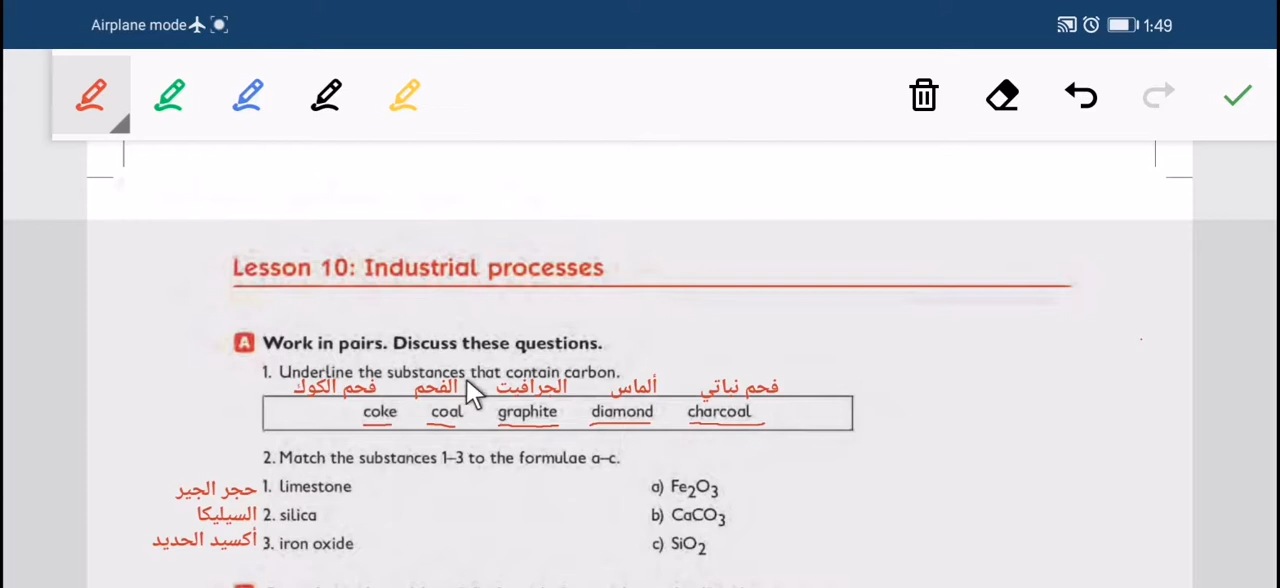 Airplane mode
1:49
Lesson 10: Industrial processes
A Work in pairs. Discuss these questions.
1. Underline the substances that contain carbon.
فحم الكوك الفحم الجرافيت ألماس فحم نباتي
coke coal graphite diamond charcoal
2. Match the substances 1–3 to the formulae a–c.
حجر الجير 1. limestone a) Fe2O3
السيليكا 2. silica b) CaCO3
أكسيد الحديد 3. iron oxide c) SiO2